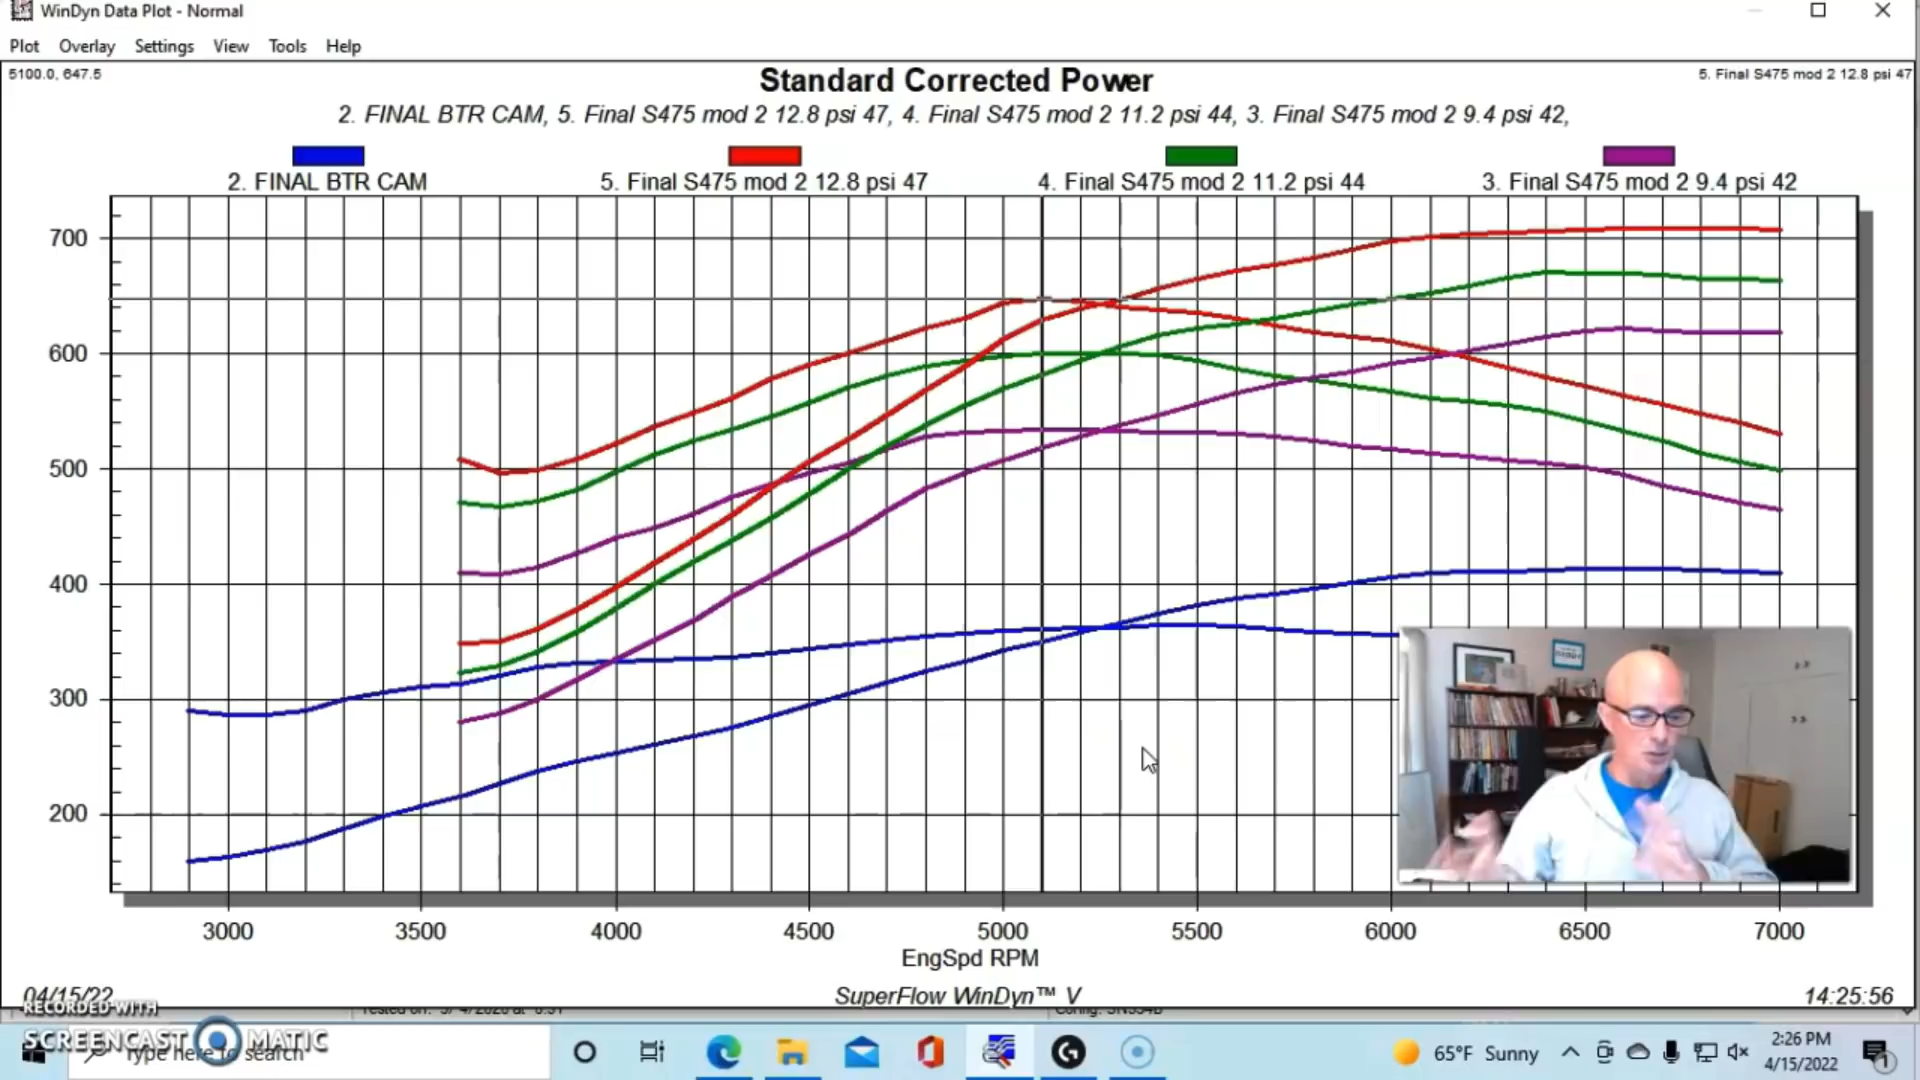 WinDyn Data Plot - Normal
Plot Overlay Settings View Tools Help
5100.0, 647.5
5. Final S475 mod 2 12.8 psi 47
Standard Corrected Power
2. FINAL BTR CAM, 5. Final S475 mod 2 12.8 psi 47, 4. Final S475 mod 2 11.2 psi 44, 3. Final S475 mod 2 9.4 psi 42,
2. FINAL BTR CAM 5. Final S475 mod 2 12.8 psi 47 4. Final S475 mod 2 11.2 psi 44 3. Final S475 mod 2 9.4 psi 42
700
600
500
400
300
200
3000 3500 4000 4500 5000 5500 6000 6500 7000
EngSpd RPM
04/15/22 SuperFlow WinDyn™ V 14:25:56
RECORDED WITH
SCREENCAST MATIC
Type here to search
65°F Sunny
2:26 PM
4/15/2022
1